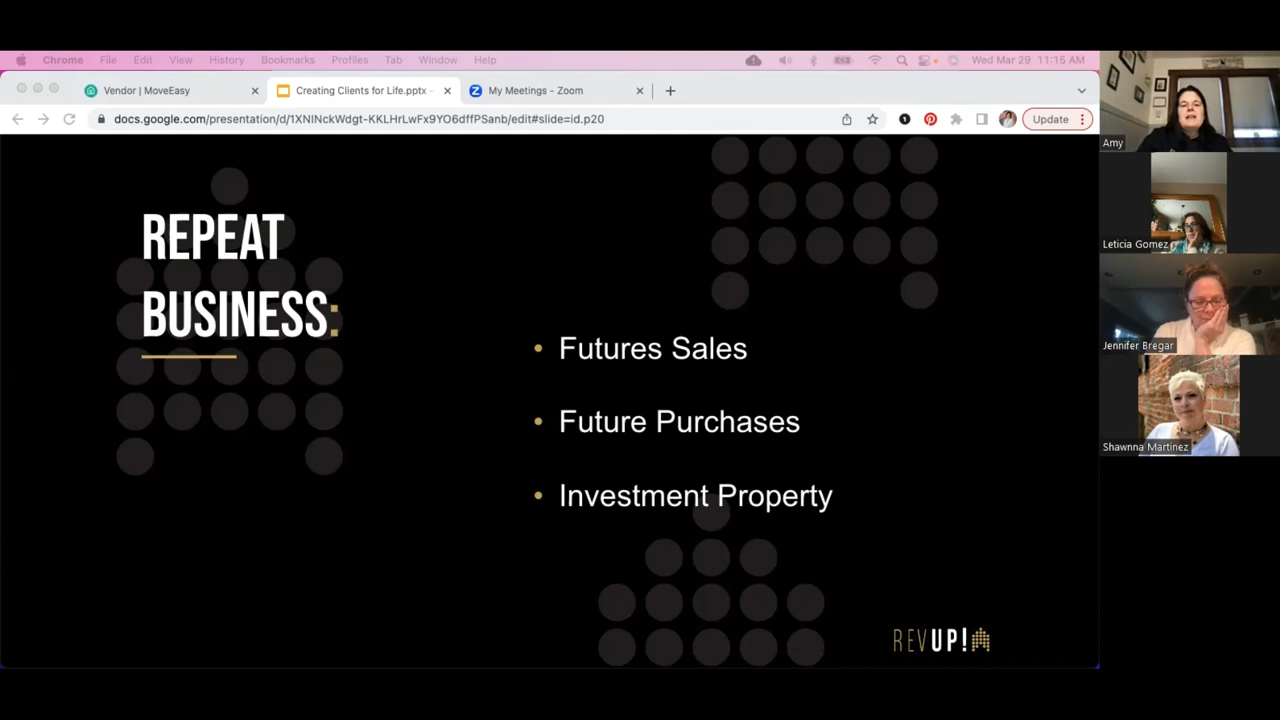 Chrome File Edit View History Bookmarks Profiles Tab Window Help Wed Mar 29 11:15 AM
Vendor | MoveEasy
Creating Clients for Life.pptx -
My Meetings - Zoom
docs.google.com/presentation/d/1XNINckWdgt-KKLHrLwFx9YO6dffPSanb/edit#slide=id.p20
Update
REPEAT
BUSINESS:
• Futures Sales
• Future Purchases
• Investment Property
REVUP!
Amy
Leticia Gomez
Jennifer Bregar
Shawnna Martinez